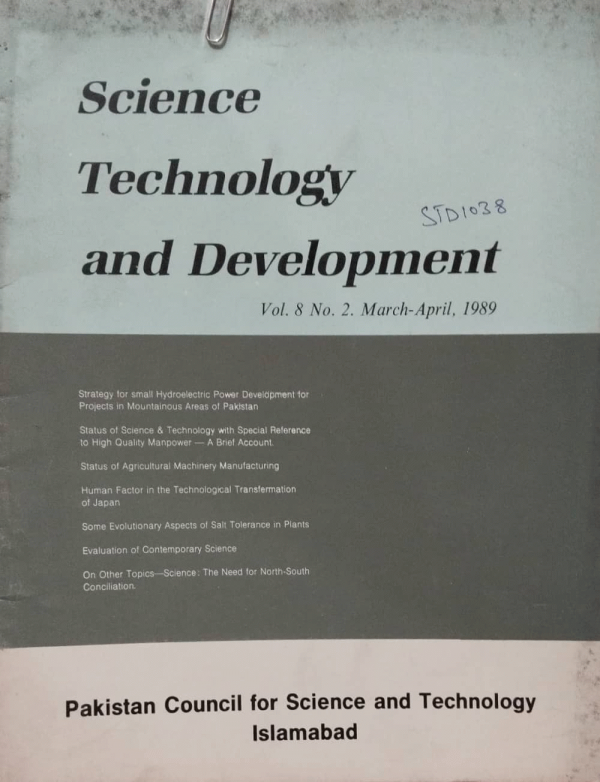 Science
Technology
STD1038
and Development
Vol. 8 No. 2. March-April, 1989
Strategy for small Hydroelectric Power Development for
Projects in Mountainous Areas of Pakistan
Status of Science & Technology with Special Reference
to High Quality Manpower — A Brief Account.
Status of Agricultural Machinery Manufacturing
Human Factor in the Technological Transfermation
of Japan
Some Evolutionary Aspects of Salt Tolerance in Plants
Evaluation of Contemporary Science
On Other Topics—Science: The Need for North-South
Conciliation.
Pakistan Council for Science and Technology
Islamabad